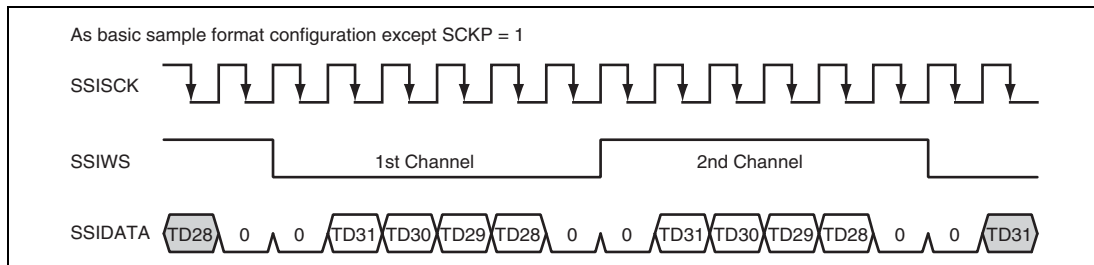 As basic sample format configuration except SCKP = 1
SSISCK
SSIWS 1st Channel 2nd Channel
SSIDATA TD28 0 0 TD31 TD30 TD29 TD28 0 0 TD31 TD30 TD29 TD28 0 0 TD31